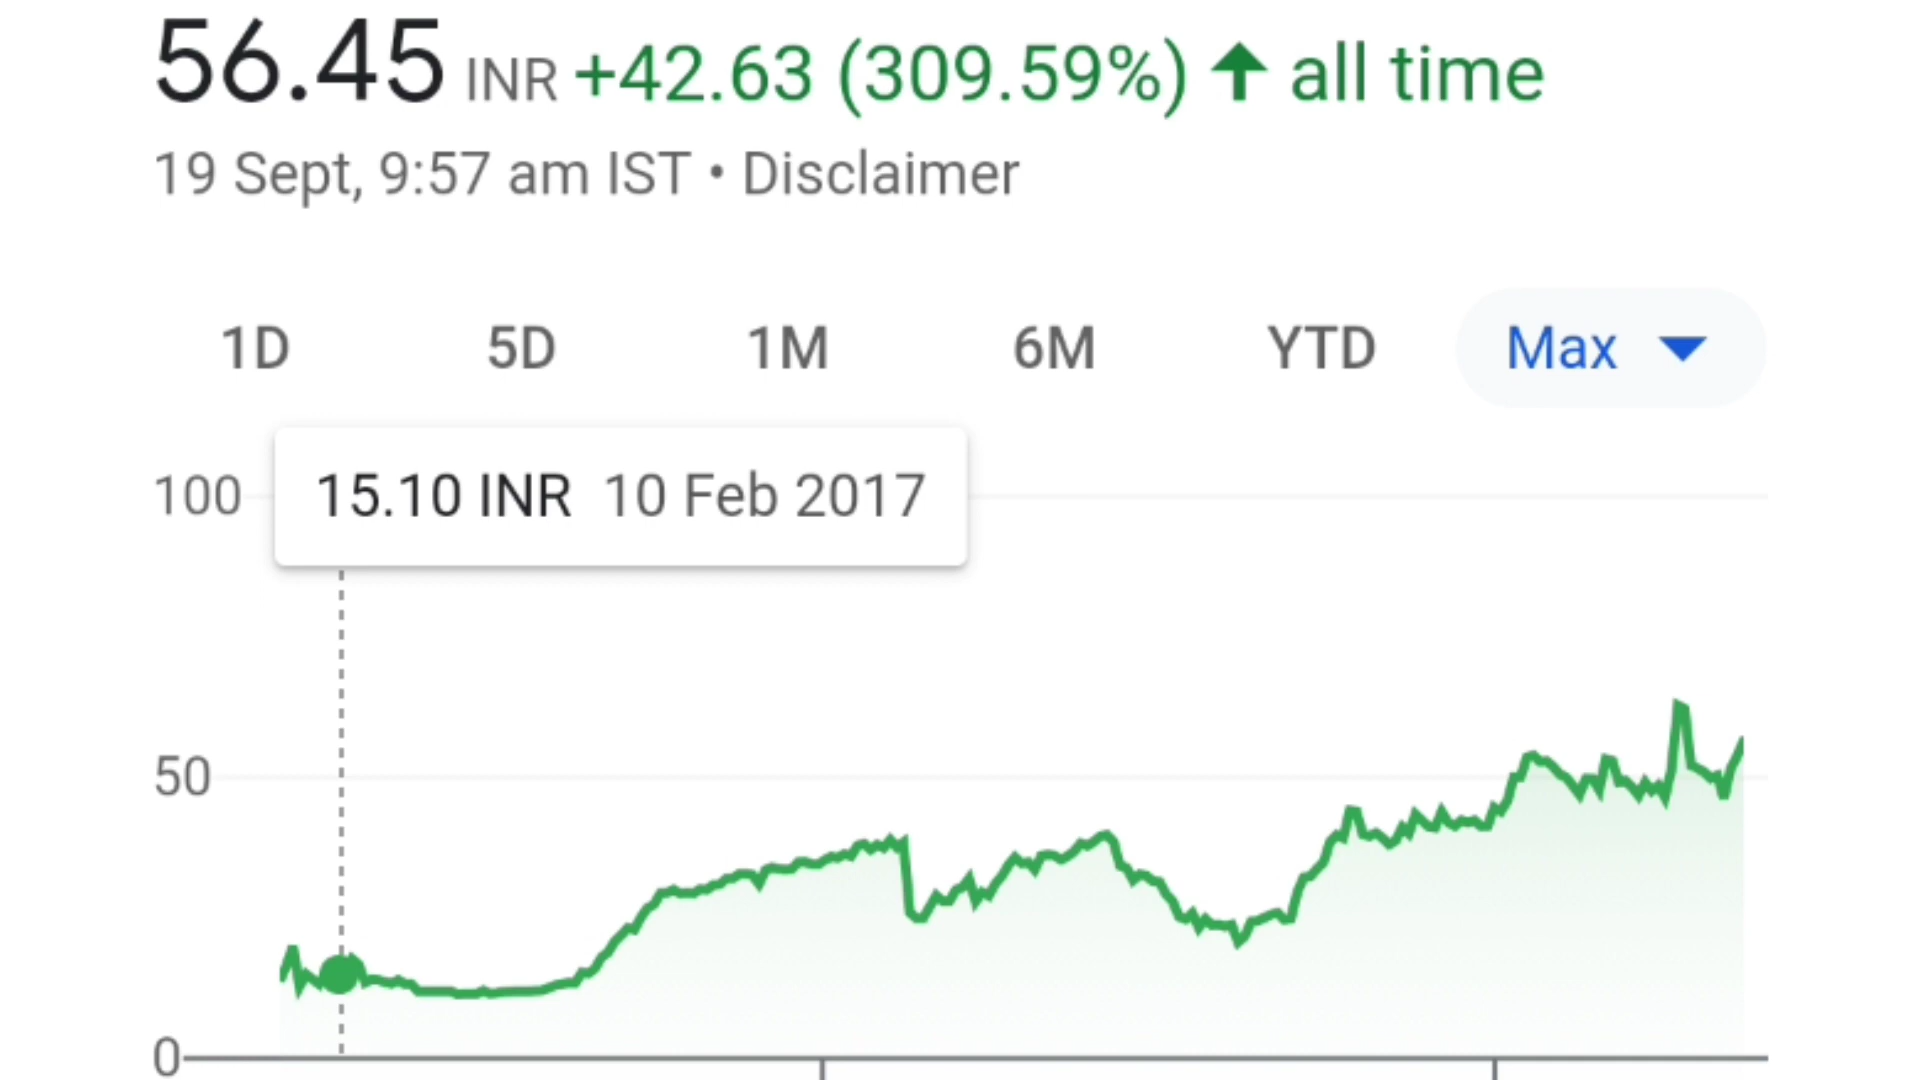 56.45 INR +42.63 (309.59%) ↑ all time
19 Sept, 9:57 am IST • Disclaimer
1D 5D 1M 6M YTD Max
100
15.10 INR 10 Feb 2017
50
0